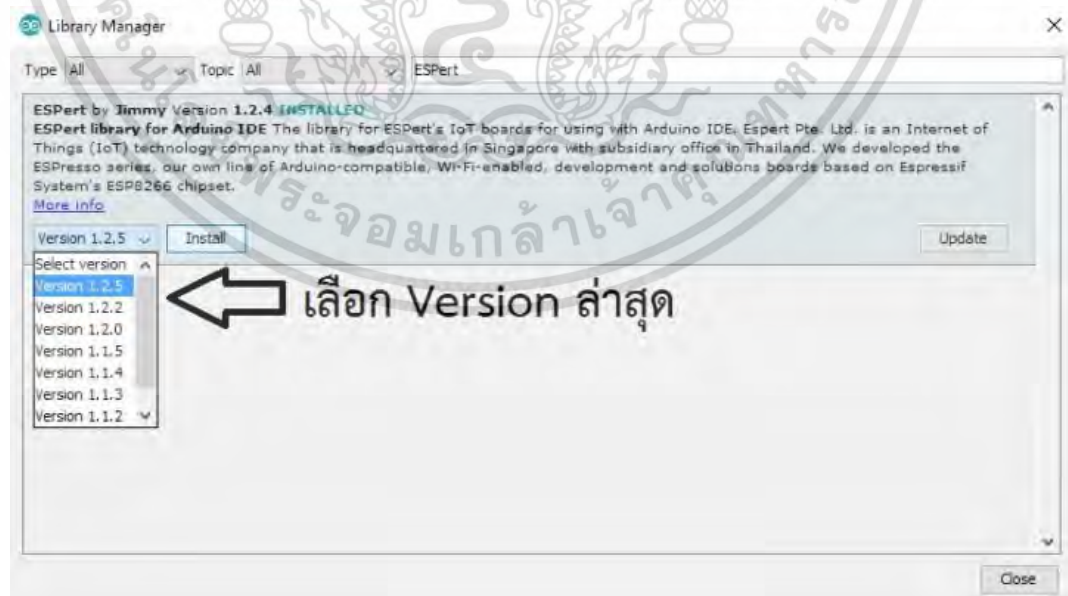 Library Manager
Type All Topic All ESPert
ESPert by Jimmy Version 1.2.4 INSTALLED
ESPert library for Arduino IDE The library for ESPert's IoT boards for using with Arduino IDE. Espert Pte. Ltd. is an Internet of
Things (IoT) technology company that is headquartered in Singapore with subsidiary office in Thailand. We developed the
ESPresso series, our own line of Arduino-compatible, Wi-Fi-enabled, development and solutions boards based on Espressif
System's ESP8266 chipset.
More info
Version 1.2.5 Install Update
Select version
Version 1.2.5
Version 1.2.2
Version 1.2.0
Version 1.1.5
Version 1.1.4
Version 1.1.3
Version 1.1.2
เลือก Version ล่าสุด
Close